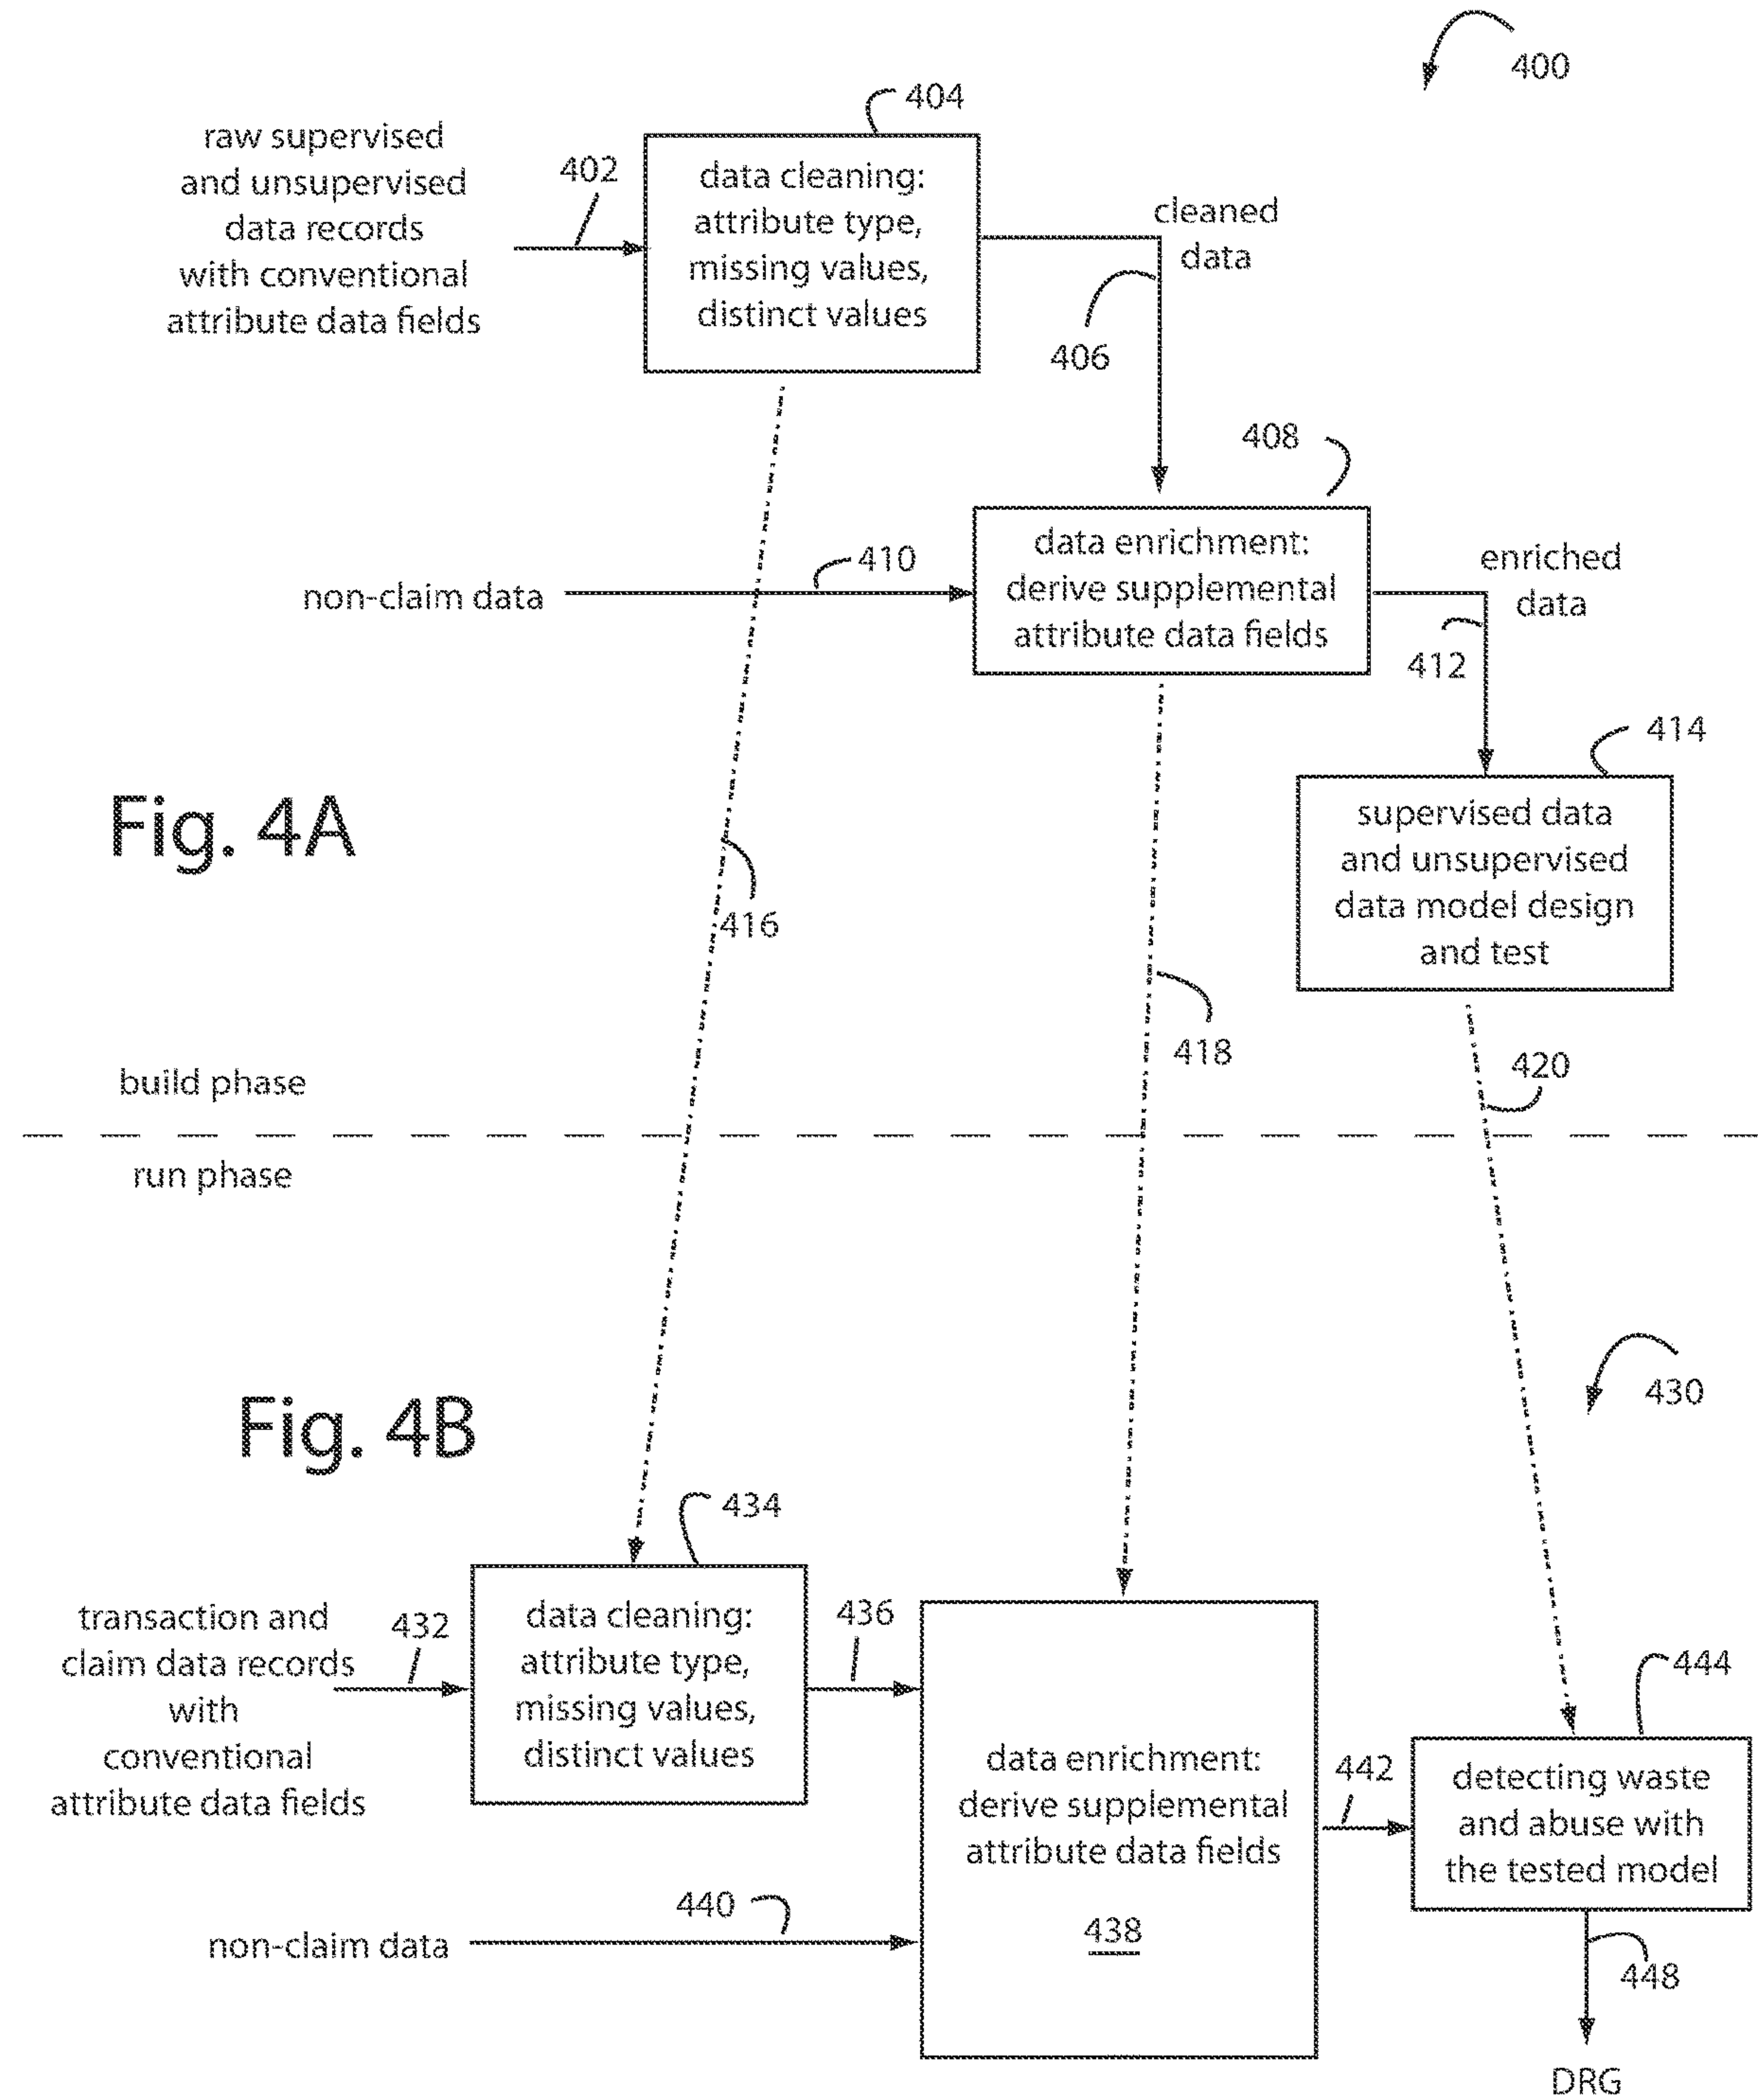 400
404
raw supervised
and unsupervised
data records
with conventional
attribute data fields
402
data cleaning:
attribute type,
missing values,
distinct values
cleaned
data
406
408
non-claim data
410
data enrichment:
derive supplemental
attribute data fields
enriched
data
412
414
Fig. 4A
supervised data
and unsupervised
data model design
and test
416
418
420
build phase
run phase
430
Fig. 4B
434
transaction and
claim data records
with
conventional
attribute data fields
432
data cleaning:
attribute type,
missing values,
distinct values
436
444
data enrichment:
derive supplemental
attribute data fields
438
442
detecting waste
and abuse with
the tested model
440
non-claim data
448
DRG